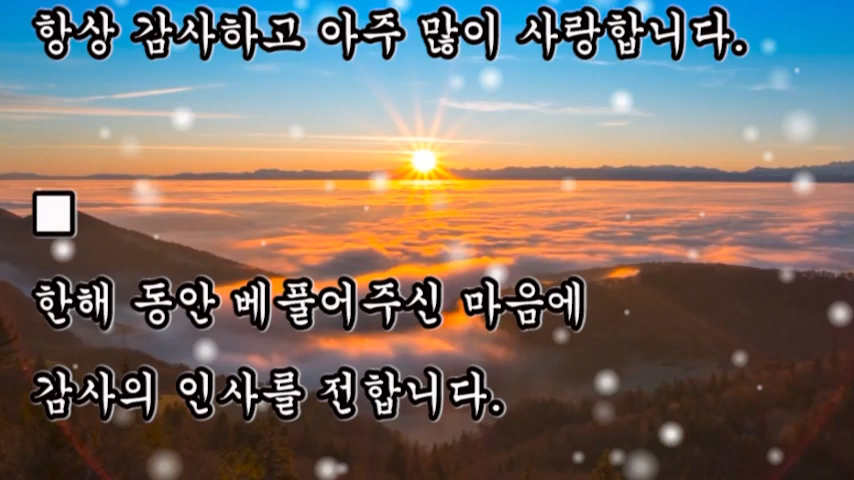 항상 감사하고 아주 많이 사랑합니다.
한해 동안 베풀어주신 마음에
감사의 인사를 전합니다.